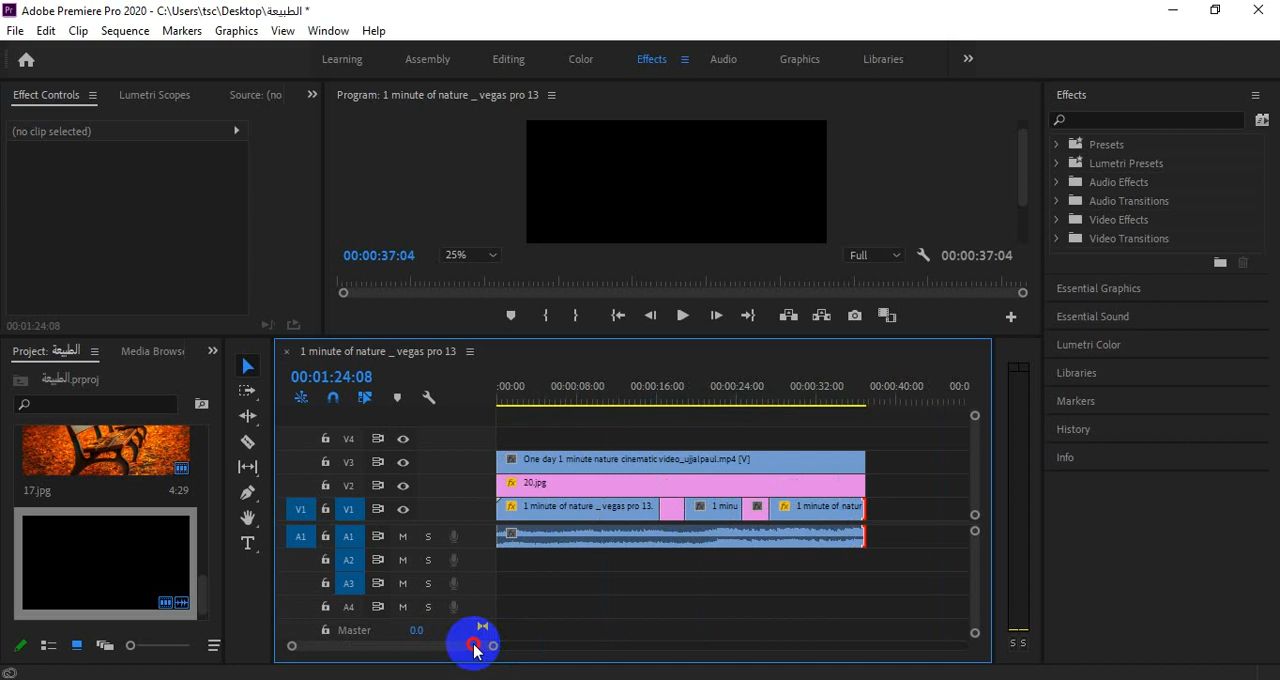 Adobe Premiere Pro 2020 - C:\Users\tsc\Desktop\الطبيعة *
File Edit Clip Sequence Markers Graphics View Window Help
Learning Assembly Editing Color Effects Audio Graphics Libraries
Effect Controls Lumetri Scopes Source: (no
(no clip selected)
00:01:24:08
Program: 1 minute of nature _ vegas pro 13
00:00:37:04 25% Full 00:00:37:04
Effects
Presets
Lumetri Presets
Audio Effects
Audio Transitions
Video Effects
Video Transitions
Essential Graphics
Essential Sound
Lumetri Color
Libraries
Markers
History
Info
Project: الطبيعة Media Browse
الطبيعة.prproj
17.jpg 4:29
× 1 minute of nature _ vegas pro 13
00:01:24:08
:00:00 00:00:08:00 00:00:16:00 00:00:24:00 00:00:32:00 00:00:40:00 00:0
V4
V3 One day 1 minute nature cinematic video_ujjalpaul.mp4 [V]
V2 20.jpg
V1 V1 1 minute of nature _ vegas pro 13. 1 minu 1 minute of natur
A1 A1 M S
A2 M S
A3 M S
A4 M S
Master 0.0
S S